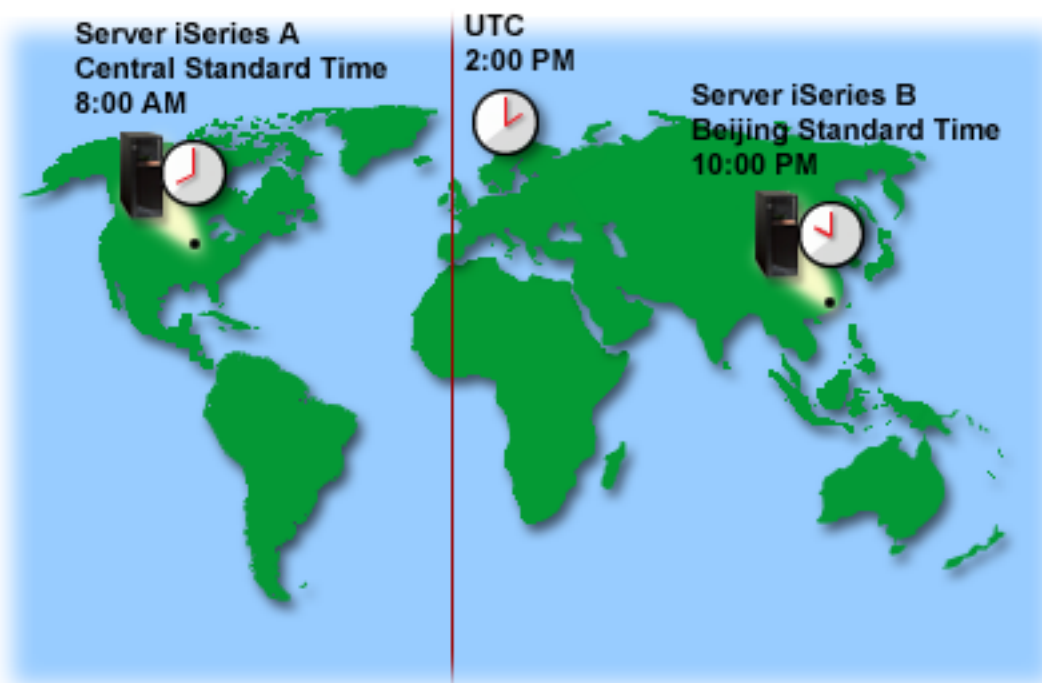 Server iSeries A
Central Standard Time
8:00 AM
UTC
2:00 PM
Server iSeries B
Beijing Standard Time
10:00 PM